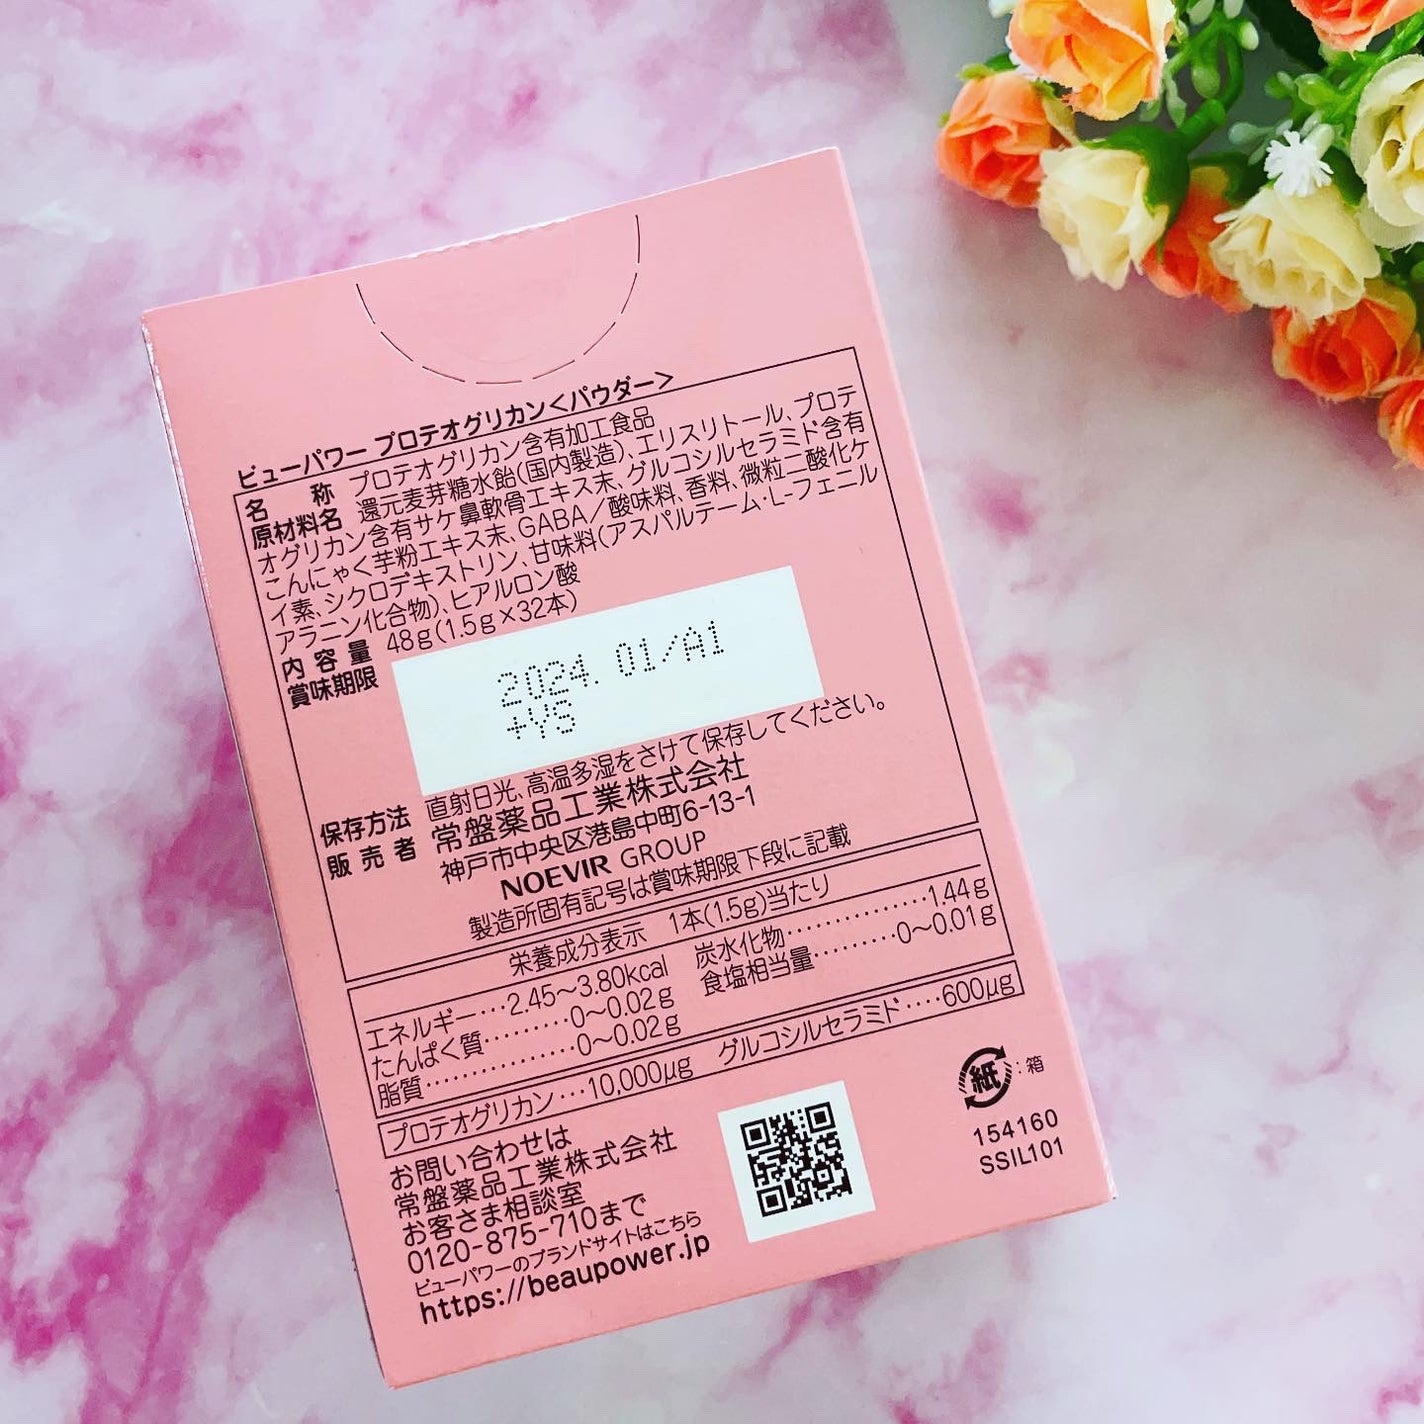 ビューパワー プロテオグリカン<パウダー>
名称 プロテオグリカン含有加工食品
原材料名 還元麦芽糖水飴(国内製造)、エリスリトール、プロテ
オグリカン含有サケ鼻軟骨エキス末、グルコシルセラミド含有
こんにゃく芋粉エキス末、GABA/酸味料、香料、微粒二酸化ケ
イ素、シクロデキストリン、甘味料(アスパルテーム・L-フェニル
アラニン化合物)、ヒアルロン酸
内容量 48g(1.5g×32本)
賞味期限 2024. 01/A1
+YS
保存方法 直射日光、高温多湿をさけて保存してください。
販売者 常盤薬品工業株式会社
神戸市中央区港島中町6-13-1
NOEVIR GROUP
製造所固有記号は賞味期限下段に記載
栄養成分表示 1本(1.5g)当たり
エネルギー…2.45〜3.80kcal 炭水化物………………1.44g
たんぱく質………0〜0.02g 食塩相当量………0〜0.01g
脂質……………0〜0.02g
プロテオグリカン…10,000μg グルコシルセラミド…600μg
お問い合わせは
常盤薬品工業株式会社
お客さま相談室
0120-875-710まで
ビューパワーのブランドサイトはこちら
https://beaupower.jp
紙:箱
154160
SSIL101